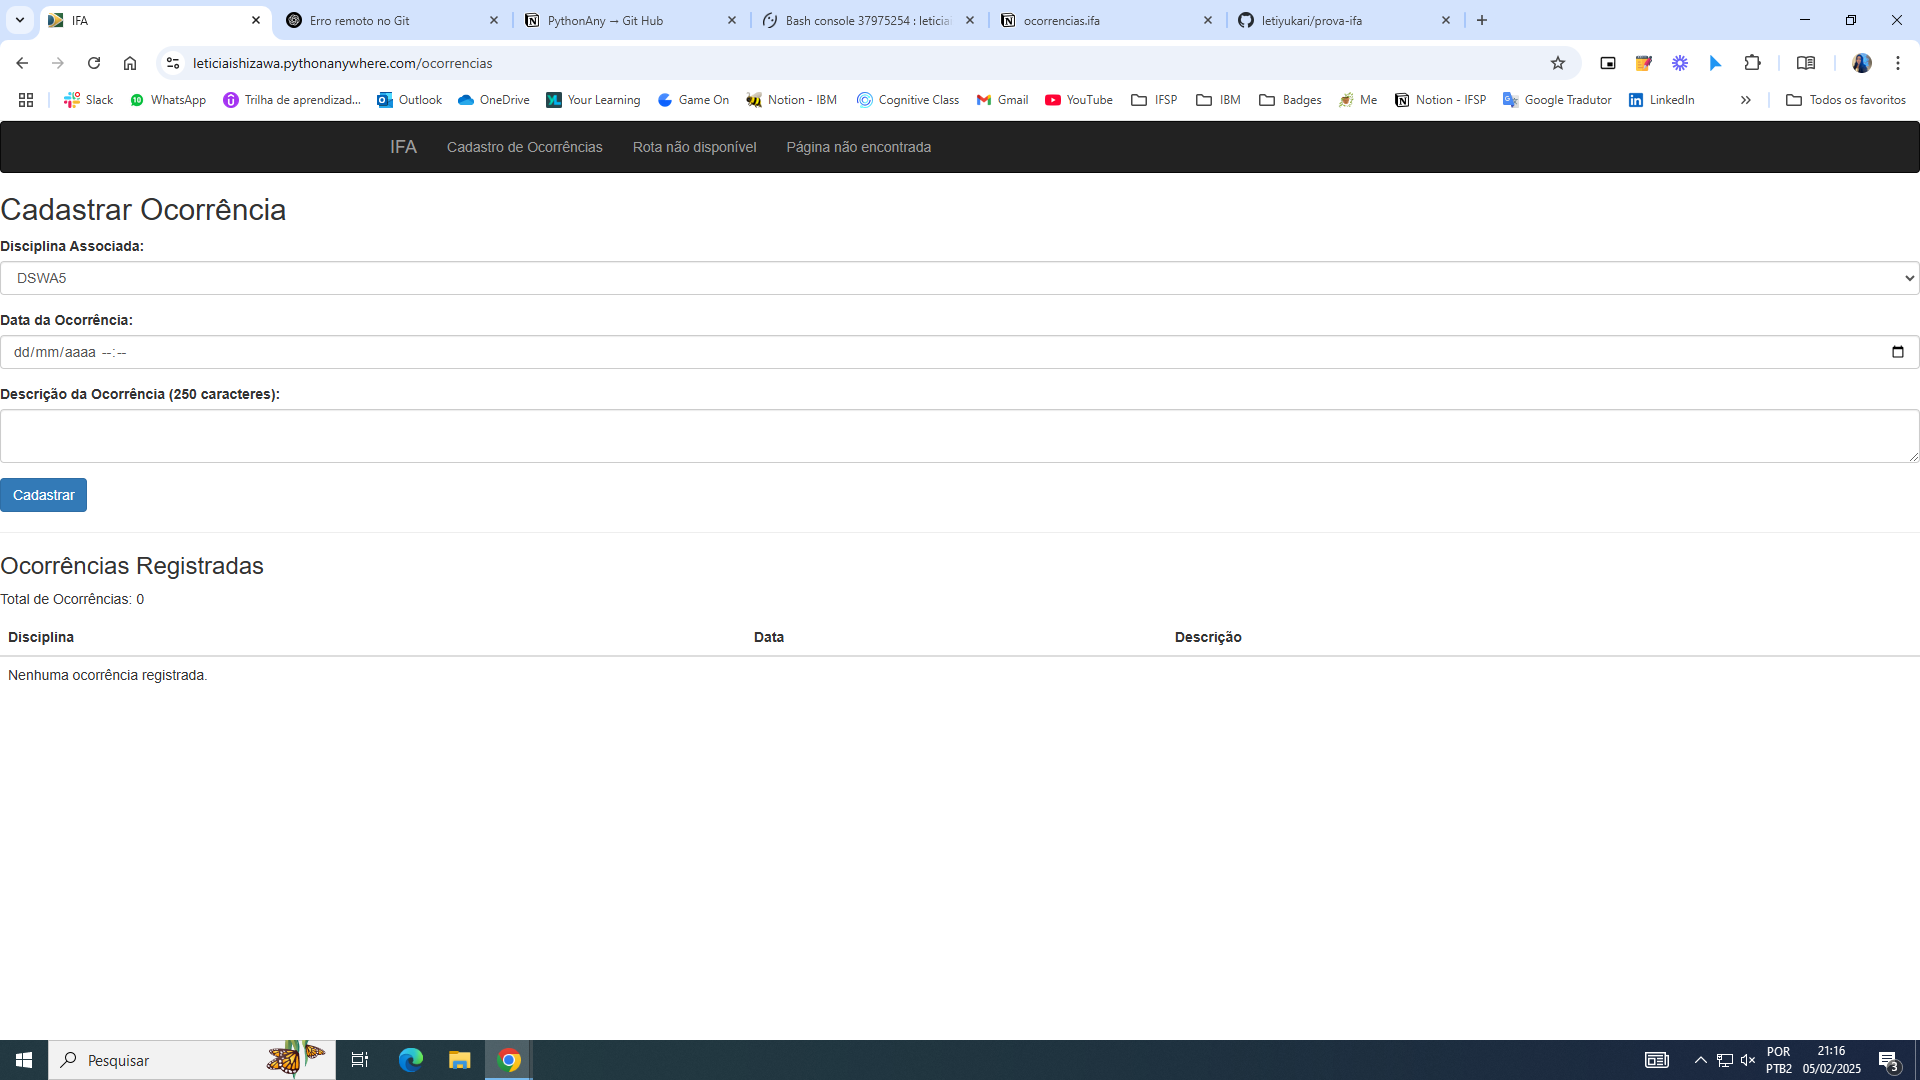 IFA
Erro remoto no Git
PythonAny → Git Hub
Bash console 37975254 : leticiai
ocorrencias.ifa
letiyukari/prova-ifa
leticiaishizawa.pythonanywhere.com/ocorrencias
Slack
WhatsApp
Trilha de aprendizad...
Outlook
OneDrive
Your Learning
Game On
Notion - IBM
Cognitive Class
Gmail
YouTube
IFSP
IBM
Badges
Me
Notion - IFSP
Google Tradutor
LinkedIn
Todos os favoritos
IFA
Cadastro de Ocorrências
Rota não disponível
Página não encontrada
Cadastrar Ocorrência
Disciplina Associada:
DSWA5
Data da Ocorrência:
dd/mm/aaaa --:--
Descrição da Ocorrência (250 caracteres):
Cadastrar
Ocorrências Registradas
Total de Ocorrências: 0
Disciplina
Data
Descrição
Nenhuma ocorrência registrada.
Pesquisar
POR
PTB2
21:16
05/02/2025
3